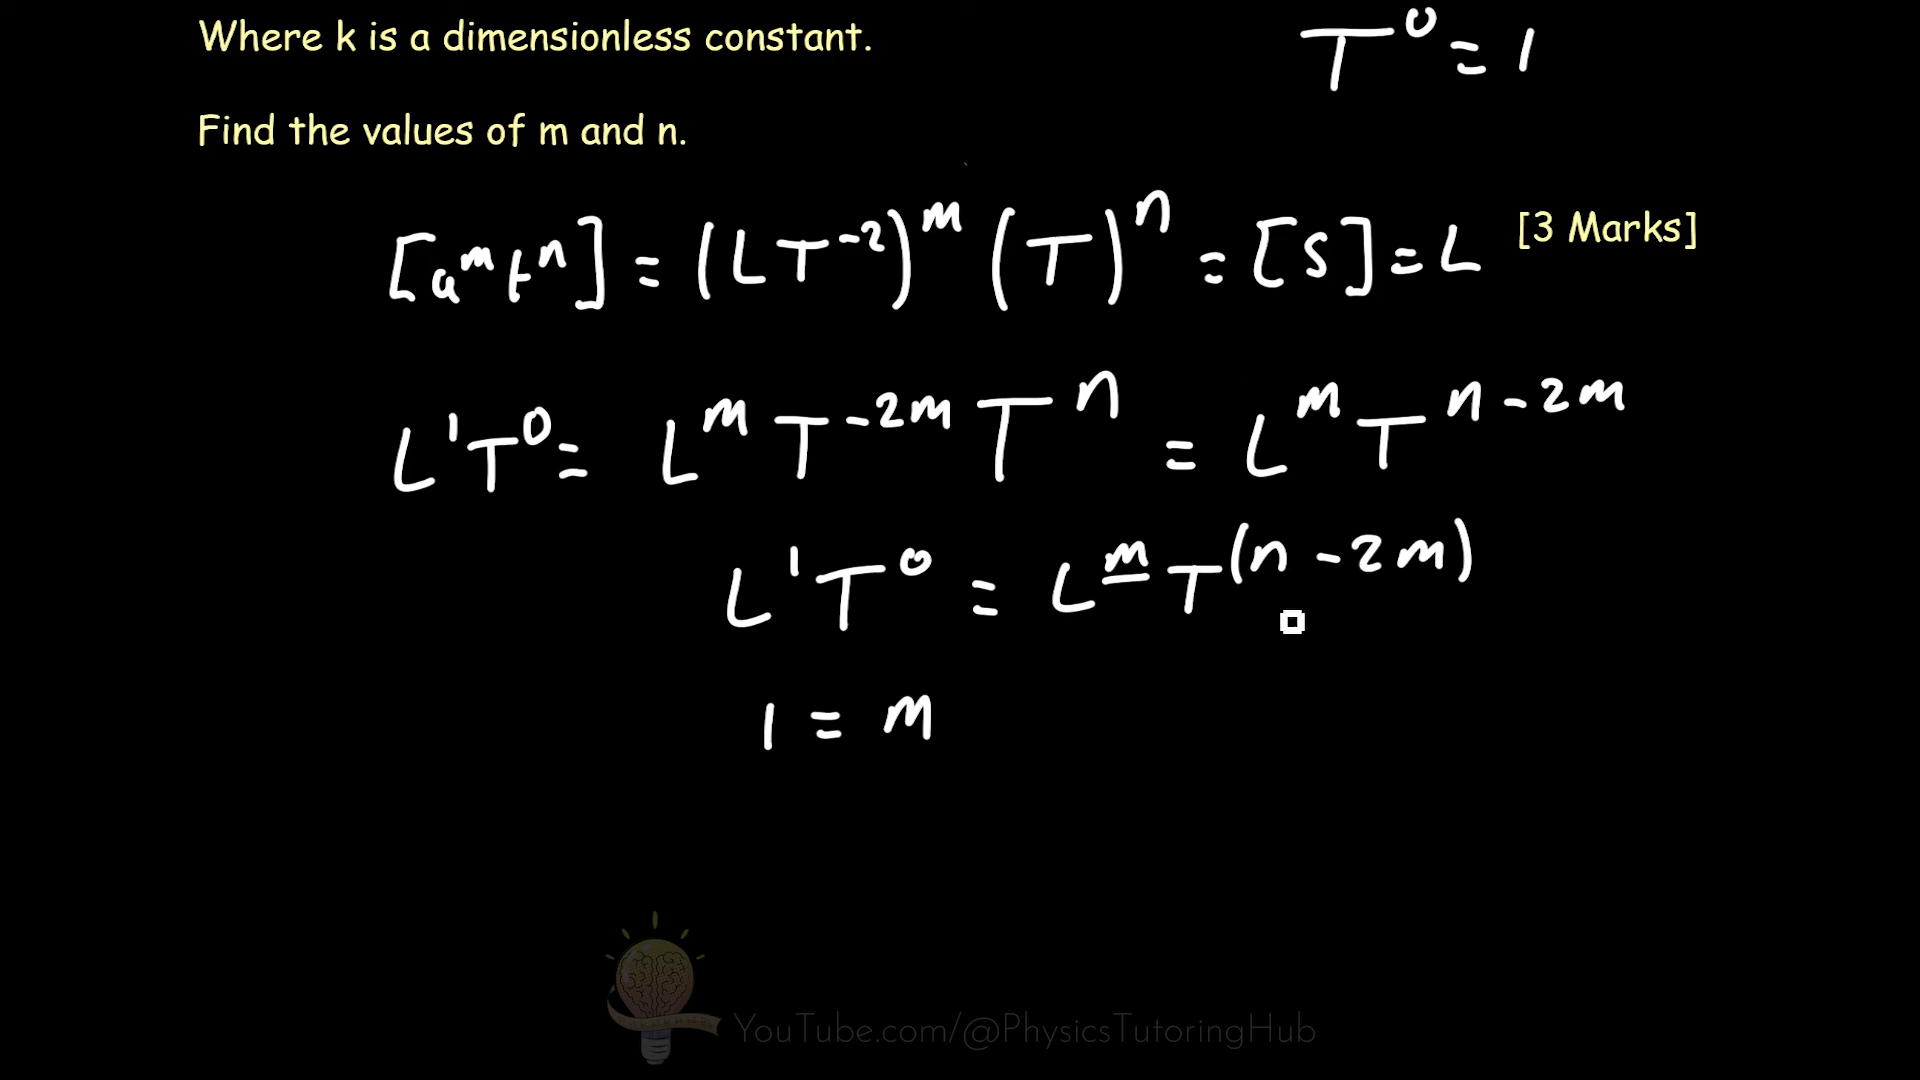 Where k is a dimensionless constant.
T⁰ = 1
Find the values of m and n.
[aᵐtⁿ] = (LT⁻²)ᵐ (T)ⁿ = [S] = L [3 Marks]
L¹T⁰ = Lᵐ T⁻²ᵐ Tⁿ = Lᵐ Tⁿ⁻²ᵐ
L¹T⁰ = Lᵐ T⁽ⁿ⁻²ᵐ⁾
1 = m
YouTube.com/@PhysicsTutoringHub